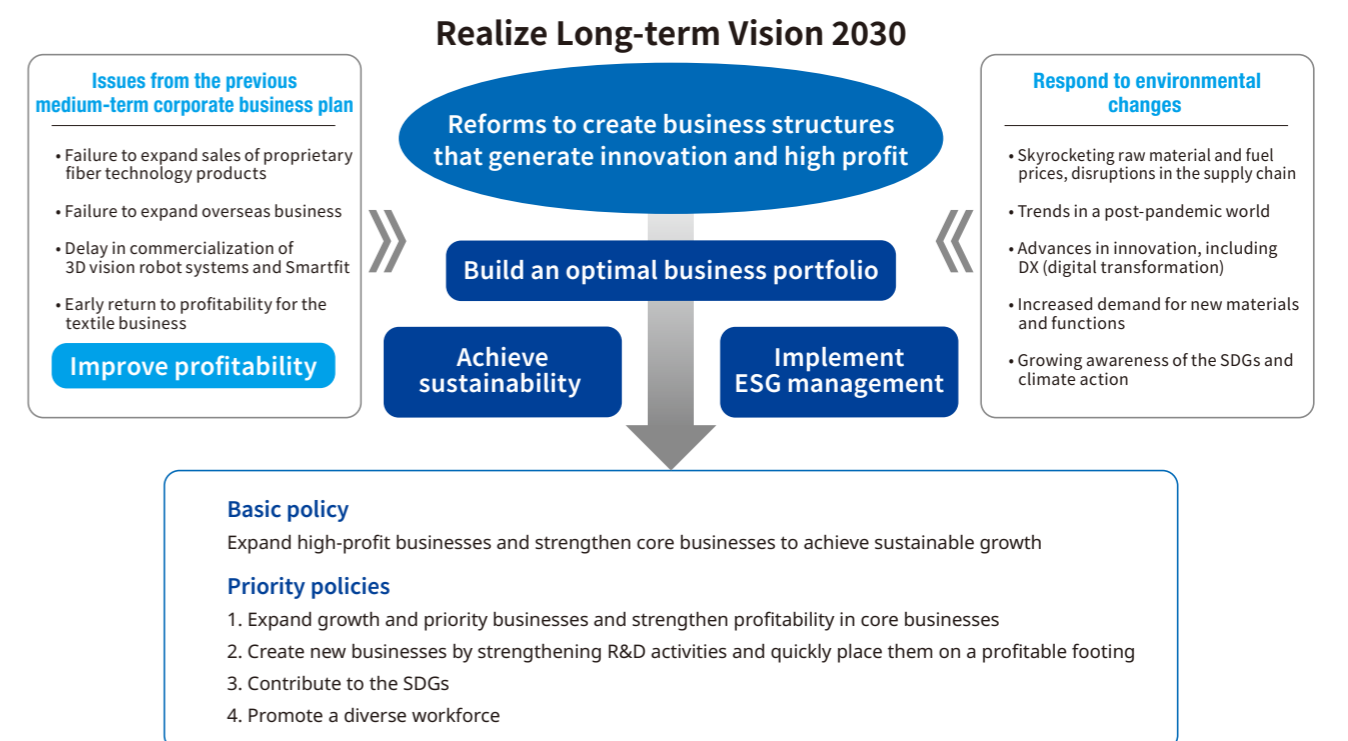 Realize Long-term Vision 2030
Issues from the previous
medium-term corporate business plan
• Failure to expand sales of proprietary
fiber technology products
• Failure to expand overseas business
• Delay in commercialization of
3D vision robot systems and Smartfit
• Early return to profitability for the
textile business
Improve profitability
Reforms to create business structures
that generate innovation and high profit
Build an optimal business portfolio
Achieve
sustainability
Implement
ESG management
Respond to environmental
changes
• Skyrocketing raw material and fuel
prices, disruptions in the supply chain
• Trends in a post-pandemic world
• Advances in innovation, including
DX (digital transformation)
• Increased demand for new materials
and functions
• Growing awareness of the SDGs and
climate action
Basic policy
Expand high-profit businesses and strengthen core businesses to achieve sustainable growth
Priority policies
1. Expand growth and priority businesses and strengthen profitability in core businesses
2. Create new businesses by strengthening R&D activities and quickly place them on a profitable footing
3. Contribute to the SDGs
4. Promote a diverse workforce